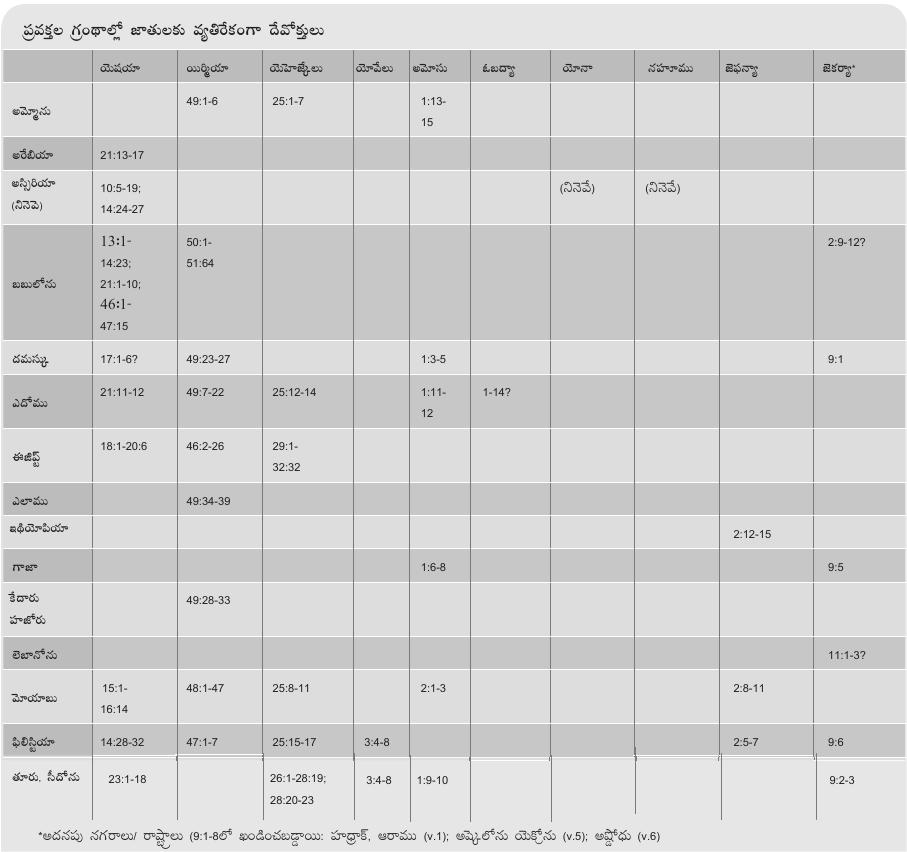 ప్రవక్తల గ్రంథాల్లో జాతులకు వ్యతిరేకంగా దేవోక్తులు
యెషయా యిర్మియా యెహెజ్కేలు యోవేలు అమోసు ఓబద్యా యోనా నహూము జెఫన్యా జెకర్యా*
అమ్మోను 49:1-6 25:1-7 1:13-
15
అరేబియా 21:13-17
అస్సిరియా 10:5-19; (నినెవే) (నినెవే)
(నినెవె) 14:24-27
బబులోను 13:1- 50:1- 2:9-12?
14:23; 51:64
21:1-10;
46:1-
47:15
దమస్కు 17:1-6? 49:23-27 1:3-5 9:1
ఎదోము 21:11-12 49:7-22 25:12-14 1:11- 1-14?
12
ఈజిప్ట్ 18:1-20:6 46:2-26 29:1-
32:32
ఎలాము 49:34-39
ఇథియోపియా 2:12-15
గాజా 1:6-8 9:5
కేదారు 49:28-33
హజోరు
లెబానోను 11:1-3?
మోయాబు 15:1- 48:1-47 25:8-11 2:1-3 2:8-11
16:14
ఫిలిస్టియా 14:28-32 47:1-7 25:15-17 3:4-8 2:5-7 9:6
తూరు, సీదోను 23:1-18 26:1-28:19; 3:4-8 1:9-10 9:2-3
28:20-23
*అదనపు నగరాలు/ రాష్ట్రాలు (9:1-8లో ఖండించబడ్డాయి: హద్రాక్, ఆరాము (v.1); అష్కెలోను యెక్రోను (v.5); అష్డోధు (v.6)